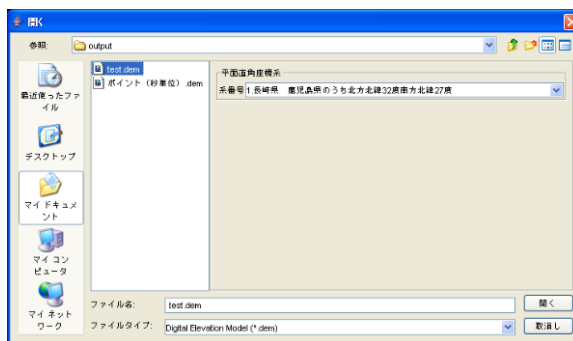 開く
参照:
output
最近使ったファ
イル
デスクトップ
マイ ドキュメ
ント
マイ コン
ピュータ
マイ ネット
ワーク
test.dem
ポイント（秒単位）.dem
平面直角座標系
系番号 1.長崎県 鹿児島県のうち北方北緯32度南方北緯27度
ファイル名:
test.dem
開く
ファイルタイプ:
Digital Elevation Model (*.dem)
取消し